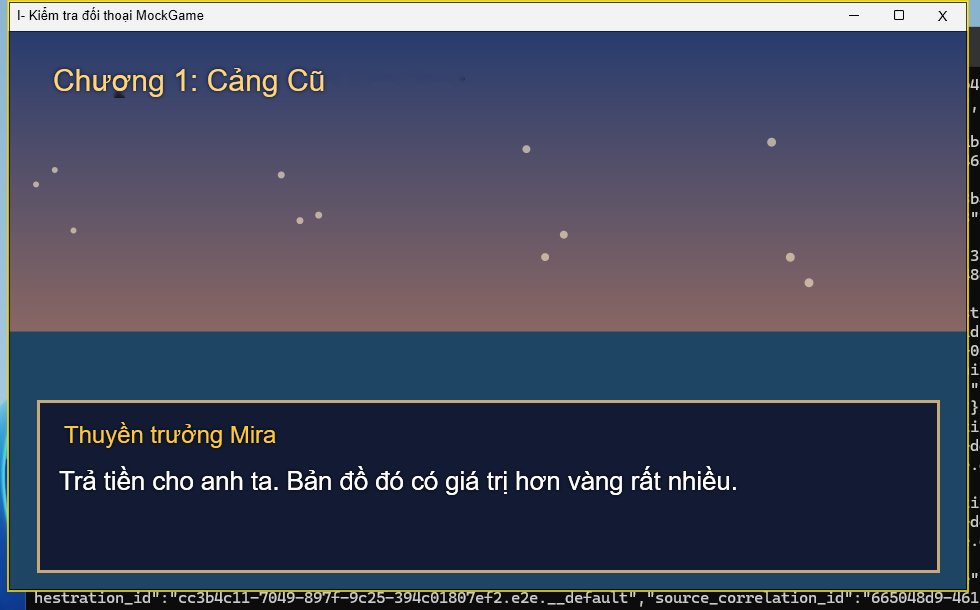 I- Kiểm tra đối thoại MockGame
Chương 1: Cảng Cũ
Thuyền trưởng Mira
Trả tiền cho anh ta. Bản đồ đó có giá trị hơn vàng rất nhiều.
hestration_id":"cc3b4c11-7049-897f-9c25-394c01807ef2.e2e.__default","source_correlation_id":"665048d9-461